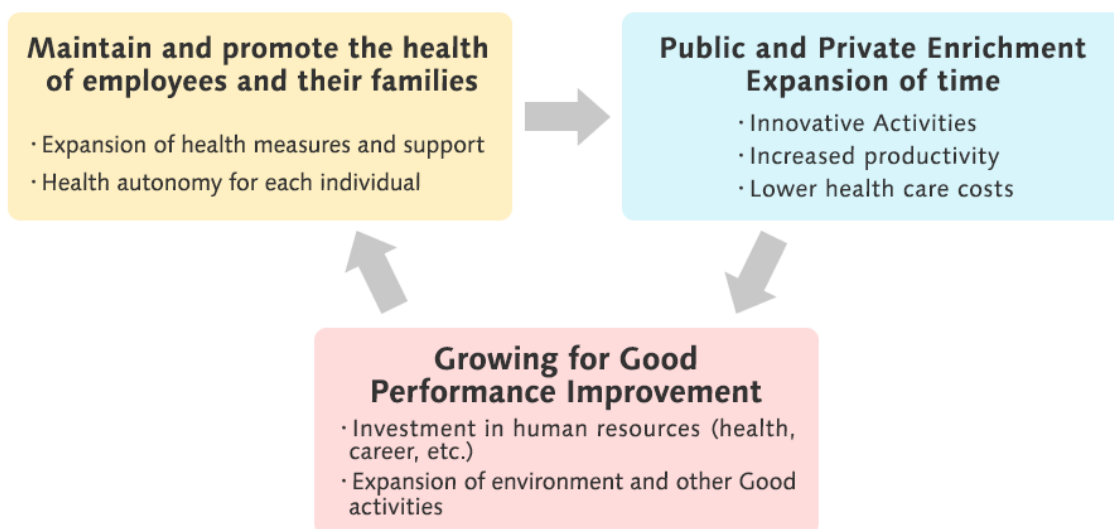 Maintain and promote the health
of employees and their families
・Expansion of health measures and support
・Health autonomy for each individual
Public and Private Enrichment
Expansion of time
・Innovative Activities
・Increased productivity
・Lower health care costs
Growing for Good
Performance Improvement
・Investment in human resources (health,
career, etc.)
・Expansion of environment and other Good
activities